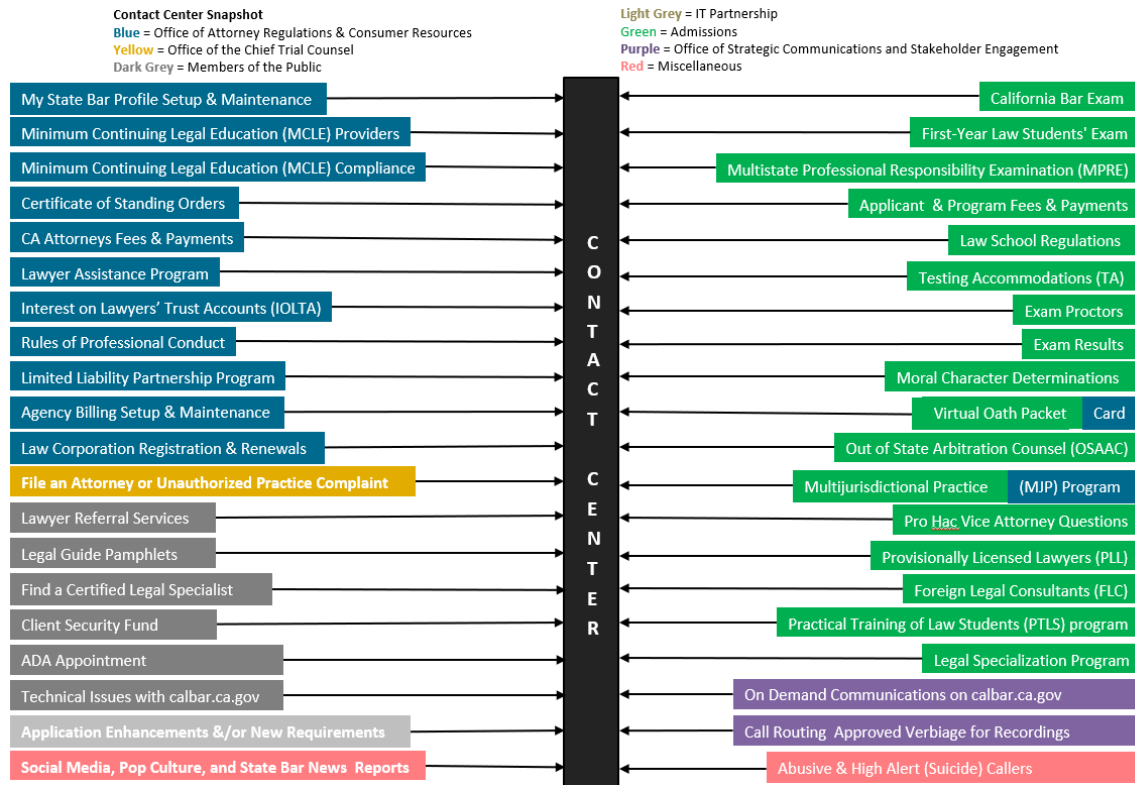 Contact Center Snapshot
Blue = Office of Attorney Regulations & Consumer Resources
Yellow = Office of the Chief Trial Counsel
Dark Grey = Members of the Public
Light Grey = IT Partnership
Green = Admissions
Purple = Office of Strategic Communications and Stakeholder Engagement
Red = Miscellaneous
My State Bar Profile Setup & Maintenance
Minimum Continuing Legal Education (MCLE) Providers
Minimum Continuing Legal Education (MCLE) Compliance
Certificate of Standing Orders
CA Attorneys Fees & Payments
Lawyer Assistance Program
Interest on Lawyers’ Trust Accounts (IOLTA)
Rules of Professional Conduct
Limited Liability Partnership Program
Agency Billing Setup & Maintenance
Law Corporation Registration & Renewals
File an Attorney or Unauthorized Practice Complaint
Lawyer Referral Services
Legal Guide Pamphlets
Find a Certified Legal Specialist
Client Security Fund
ADA Appointment
Technical Issues with calbar.ca.gov
Application Enhancements &/or New Requirements
Social Media, Pop Culture, and State Bar News Reports
CONTACT CENTER
California Bar Exam
First-Year Law Students' Exam
Multistate Professional Responsibility Examination (MPRE)
Applicant & Program Fees & Payments
Law School Regulations
Testing Accommodations (TA)
Exam Proctors
Exam Results
Moral Character Determinations
Virtual Oath Packet Card
Out of State Arbitration Counsel (OSAAC)
Multijurisdictional Practice (MJP) Program
Pro Hac Vice Attorney Questions
Provisionally Licensed Lawyers (PLL)
Foreign Legal Consultants (FLC)
Practical Training of Law Students (PTLS) program
Legal Specialization Program
On Demand Communications on calbar.ca.gov
Call Routing Approved Verbiage for Recordings
Abusive & High Alert (Suicide) Callers